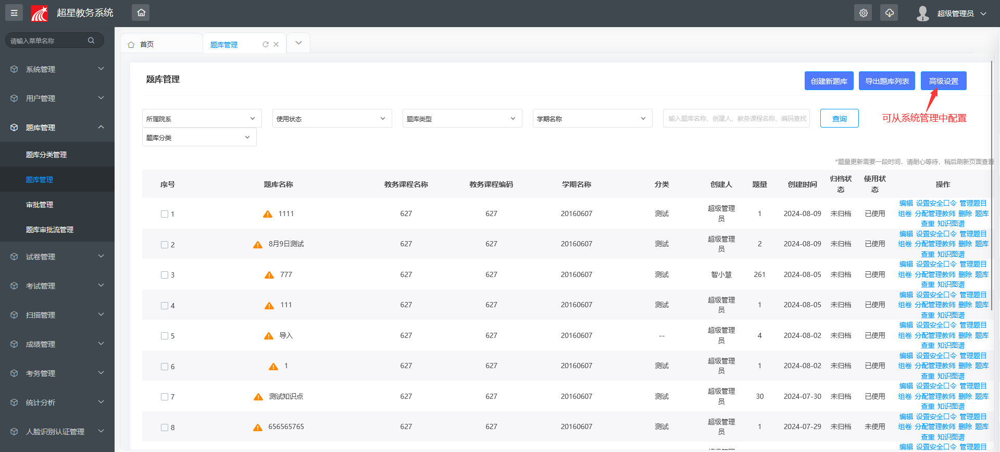 超星教务系统
超级管理员
请输入菜单名称
系统管理
用户管理
题库管理
题库分类管理
题库管理
审批管理
题库审批流管理
试卷管理
考试管理
扫描管理
成绩管理
考务管理
统计分析
人脸识别认证管理
首页
题库管理
题库管理
创建新题库 导出题库列表 高级设置
可从系统管理中配置
所属院系 使用状态 题库类型 学期名称 输入题库名称、创建人、教务课程名称、编码查找 查询
题库分类
*题量更新需要一段时间，请耐心等待，稍后刷新页面查看
序号 题库名称 教务课程名称 教务课程编码 学期名称 分类 创建人 题量 创建时间 归档状态 使用状态 操作
1 1111 627 627 20160607 测试 超级管理员 1 2024-08-09 未归档 已使用 编辑 设置安全口令 管理题目 组卷 分配管理教师 删除 题库查重 知识图谱
2 8月9日测试 627 627 20160607 测试 超级管理员 2 2024-08-09 未归档 已使用 编辑 设置安全口令 管理题目 组卷 分配管理教师 删除 题库查重 知识图谱
3 777 627 627 20160607 测试 智小慧 261 2024-08-05 未归档 已使用 编辑 设置安全口令 管理题目 组卷 分配管理教师 删除 题库查重 知识图谱
4 111 627 627 20160607 测试 超级管理员 1 2024-08-05 未归档 已使用 编辑 设置安全口令 管理题目 组卷 分配管理教师 删除 题库查重 知识图谱
5 导入 627 627 20160607 -- 超级管理员 4 2024-08-02 未归档 已使用 编辑 设置安全口令 管理题目 组卷 分配管理教师 删除 题库查重 知识图谱
6 1 627 627 20160607 测试 超级管理员 1 2024-08-02 未归档 已使用 编辑 设置安全口令 管理题目 组卷 分配管理教师 删除 题库查重 知识图谱
7 测试知识点 627 627 20160607 测试 超级管理员 30 2024-07-30 未归档 已使用 编辑 设置安全口令 管理题目 组卷 分配管理教师 删除 题库查重 知识图谱
8 656565765 627 627 20160607 测试 超级管理员 1 2024-07-29 未归档 未使用 编辑 设置安全口令 管理题目 组卷 分配管理教师 删除 题库查重 知识图谱
编辑 设置安全口令 管理题目